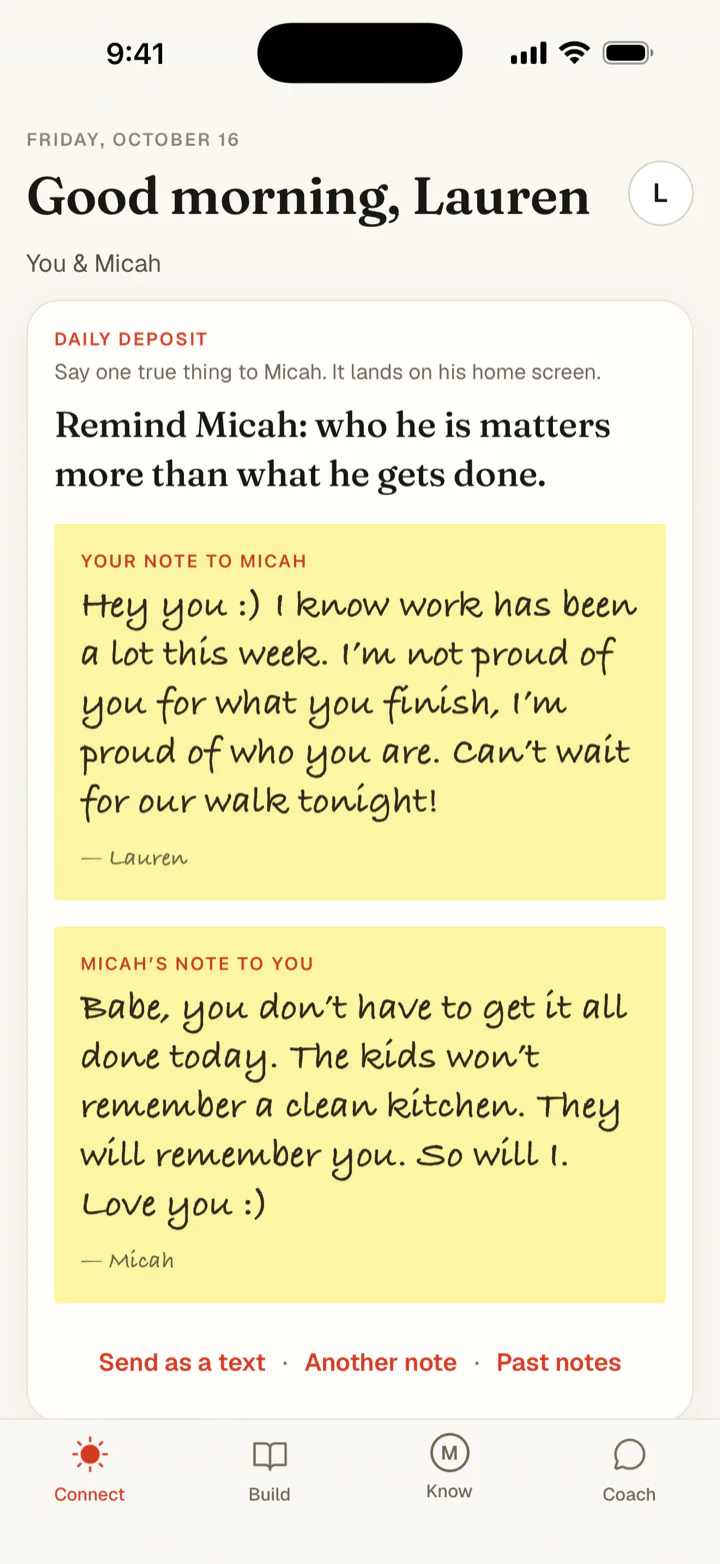 9:41
FRIDAY, OCTOBER 16
Good morning, Lauren
L
You & Micah
DAILY DEPOSIT
Say one true thing to Micah. It lands on his home screen.
Remind Micah: who he is matters
more than what he gets done.
YOUR NOTE TO MICAH
Hey you :) I know work has been
a lot this week. I’m not proud of
you for what you finish, I’m
proud of who you are. Can’t wait
for our walk tonight!
— Lauren
MICAH’S NOTE TO YOU
Babe, you don’t have to get it all
done today. The kids won’t
remember a clean kitchen. They
will remember you. So will I.
Love you :)
— Micah
Send as a text · Another note · Past notes
M
Connect Build Know Coach